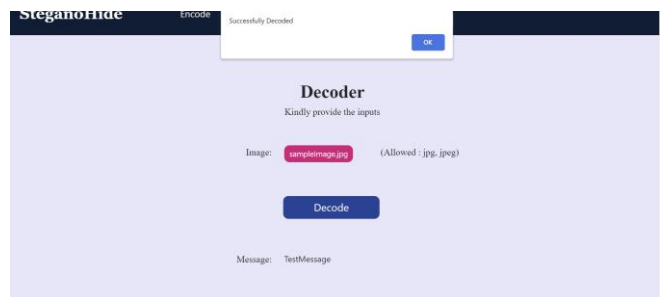 SteganoHide Encode
Successfully Decoded
OK
Decoder
Kindly provide the inputs
Image: sampleImage.jpg (Allowed : jpg, jpeg)
Decode
Message: TestMessage